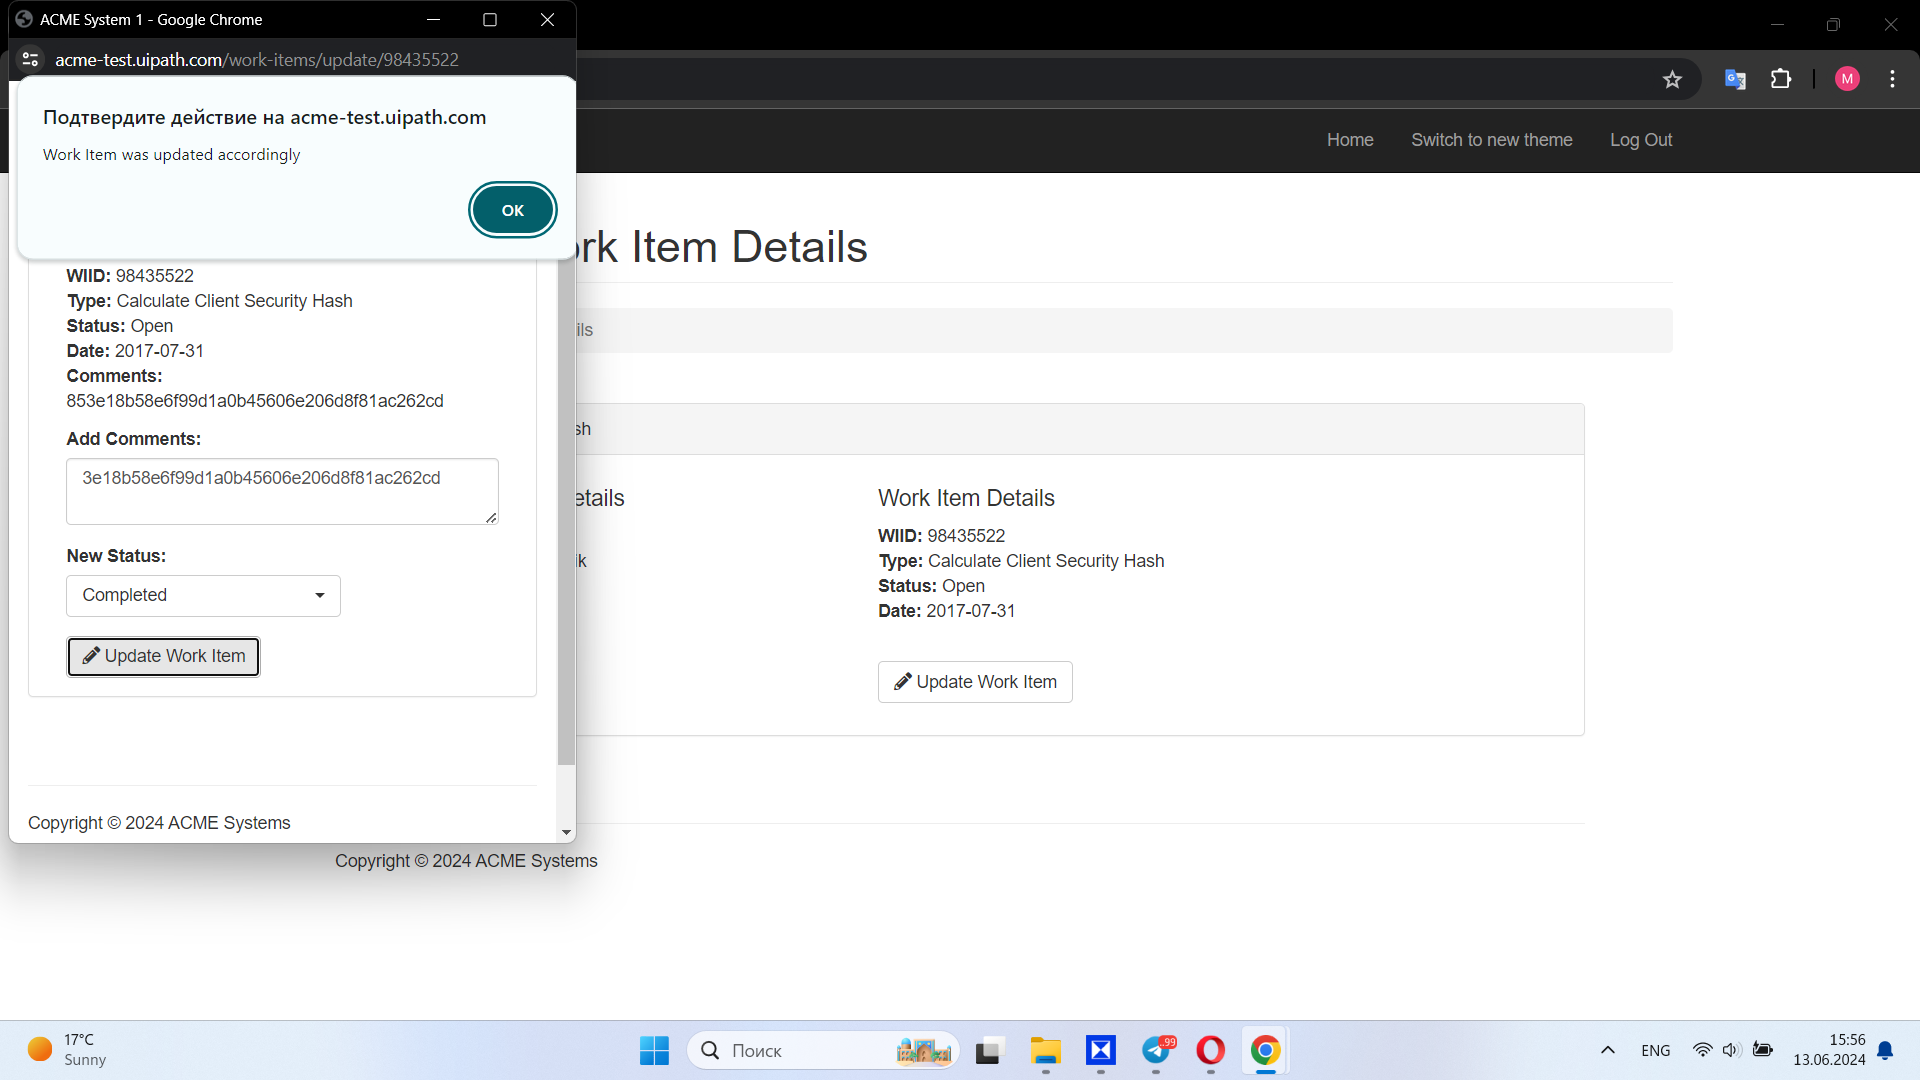 ACME System 1 - Google Chrome
acme-test.uipath.com/work-items/update/98435522
Подтвердите действие на acme-test.uipath.com
Work Item was updated accordingly
OK
WIID: 98435522
Type: Calculate Client Security Hash
Status: Open
Date: 2017-07-31
Comments:
853e18b58e6f99d1a0b45606e206d8f81ac262cd
Add Comments:
3e18b58e6f99d1a0b45606e206d8f81ac262cd
New Status:
Completed
Update Work Item
Copyright © 2024 ACME Systems
M
Home Switch to new theme Log Out
rk Item Details
ils
sh
etails
ik
Work Item Details
WIID: 98435522
Type: Calculate Client Security Hash
Status: Open
Date: 2017-07-31
Update Work Item
Copyright © 2024 ACME Systems
17°C
Sunny
Поиск
.99
ENG
15:56
13.06.2024